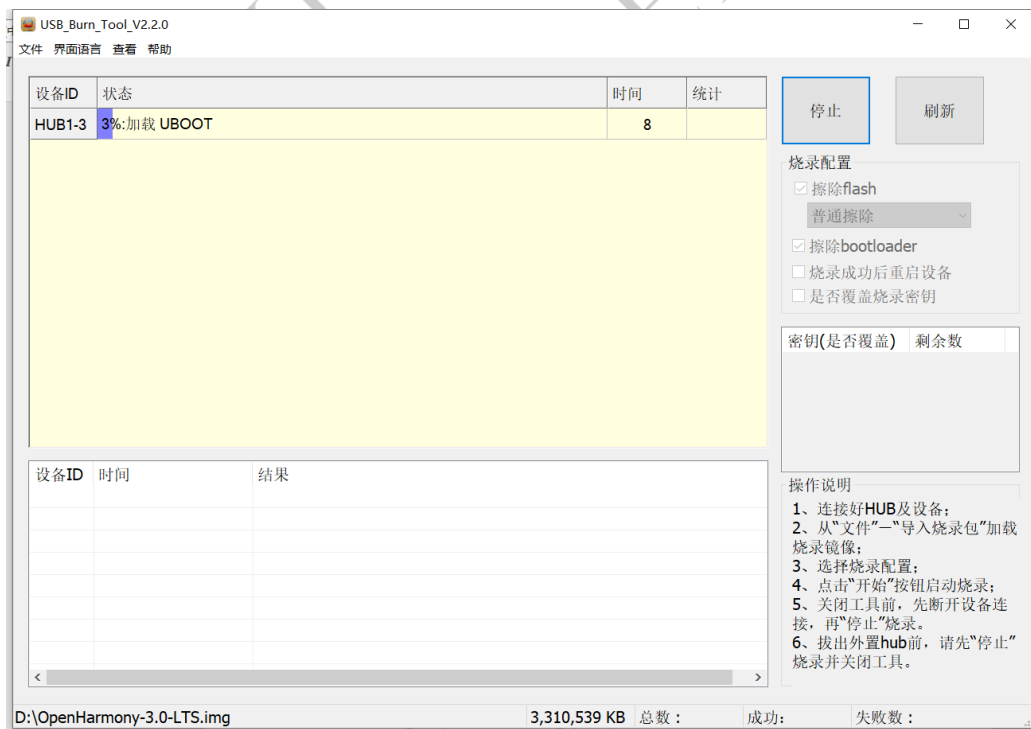 USB_Burn_Tool_V2.2.0
文件 界面语言 查看 帮助
设备ID 状态 时间 统计
HUB1-3 3%:加载 UBOOT 8
停止 刷新
烧录配置
擦除flash
普通擦除
擦除bootloader
烧录成功后重启设备
是否覆盖烧录密钥
密钥(是否覆盖) 剩余数
设备ID 时间 结果
操作说明
1、连接好HUB及设备;
2、从“文件”—“导入烧录包”加载
烧录镜像;
3、选择烧录配置;
4、点击“开始”按钮启动烧录;
5、关闭工具前，先断开设备连
接，再“停止”烧录。
6、拔出外置hub前，请先“停止”
烧录并关闭工具。
D:\OpenHarmony-3.0-LTS.img 3,310,539 KB 总数： 成功: 失败数：